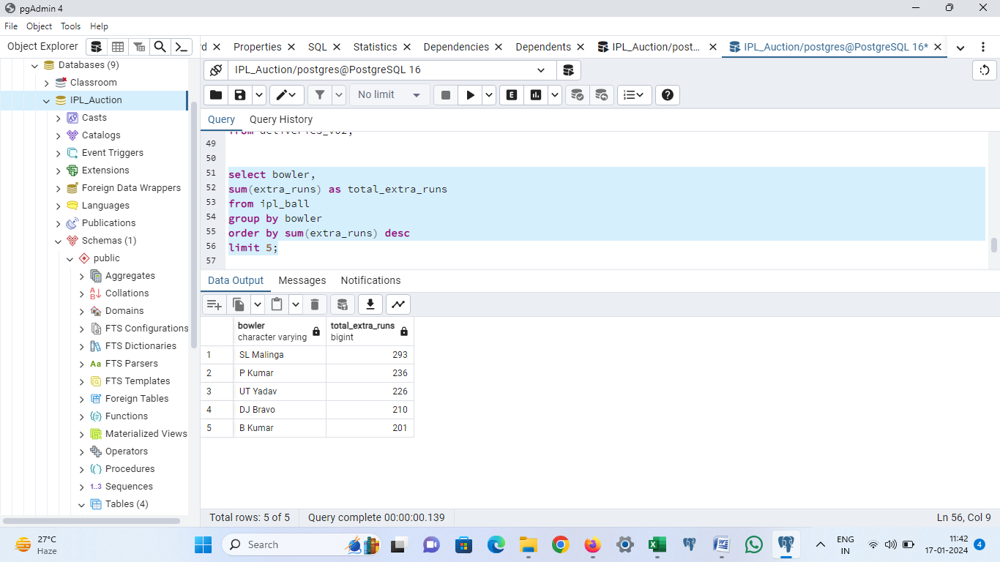 pgAdmin 4
File Object Tools Help
Object Explorer
rd Properties SQL Statistics Dependencies Dependents IPL_Auction/post... IPL_Auction/postgres@PostgreSQL 16*
Databases (9)
Classroom
IPL_Auction
Casts
Catalogs
Event Triggers
Extensions
Foreign Data Wrappers
Languages
Publications
Schemas (1)
public
Aggregates
Collations
Domains
FTS Configurations
FTS Dictionaries
FTS Parsers
FTS Templates
Foreign Tables
Functions
Materialized Views
Operators
Procedures
1..3 Sequences
Tables (4)
IPL_Auction/postgres@PostgreSQL 16
No limit
E
Query Query History
from deliveries_v02;
49
50
51 select bowler,
52 sum(extra_runs) as total_extra_runs
53 from ipl_ball
54 group by bowler
55 order by sum(extra_runs) desc
56 limit 5;
57
Data Output Messages Notifications
bowler total_extra_runs
character varying bigint
1 SL Malinga 293
2 P Kumar 236
3 UT Yadav 226
4 DJ Bravo 210
5 B Kumar 201
Total rows: 5 of 5 Query complete 00:00:00.139 Ln 56, Col 9
27°C
Haze
Search
ENG
IN
11:42
17-01-2024
4